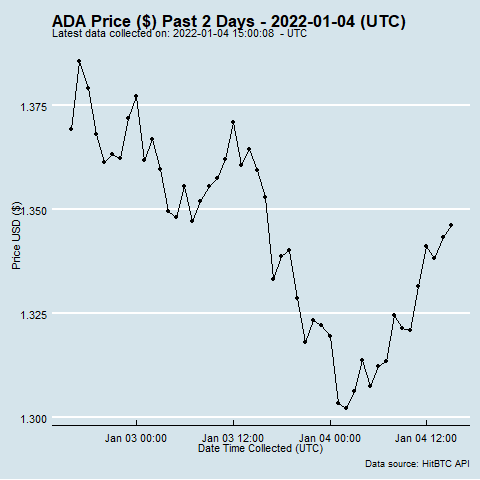 ADA Price ($) Past 2 Days - 2022-01-04 (UTC)
Latest data collected on: 2022-01-04 15:00:08  - UTC
1.375
1.350
1.325
1.300
Price USD ($)
Jan 03 00:00 Jan 03 12:00 Jan 04 00:00 Jan 04 12:00
Date Time Collected (UTC)
Data source: HitBTC API